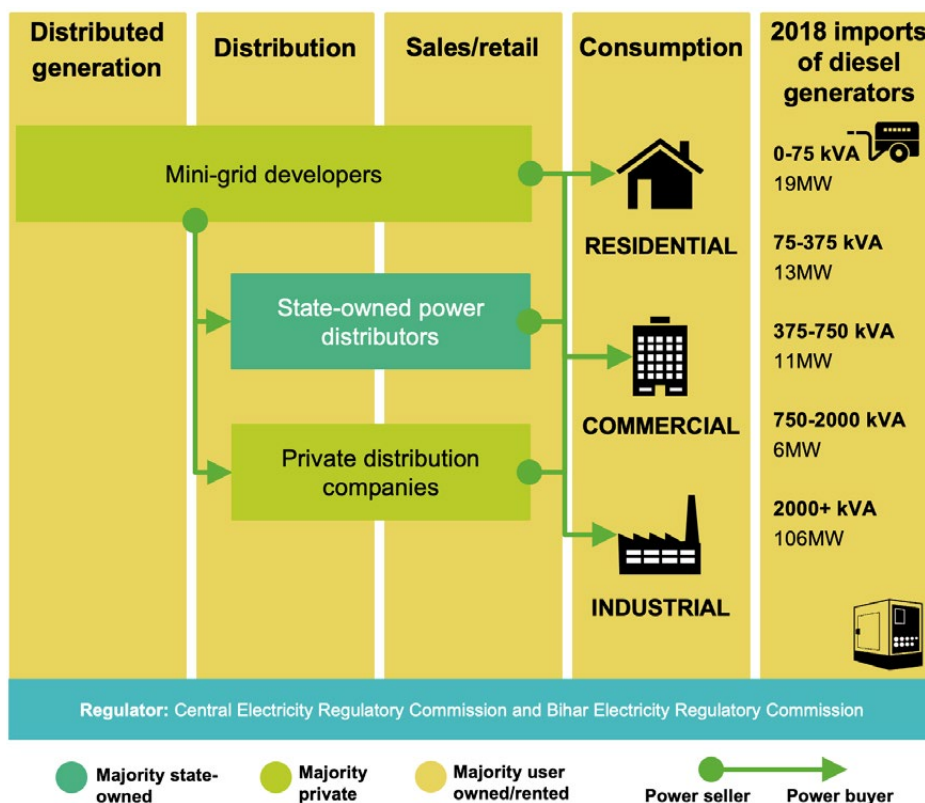 Distributed
generation
Distribution
Sales/retail
Consumption
2018 imports
of diesel
generators
Mini-grid developers
State-owned power
distributors
Private distribution
companies
RESIDENTIAL
COMMERCIAL
INDUSTRIAL
0-75 kVA
19MW
75-375 kVA
13MW
375-750 kVA
11MW
750-2000 kVA
6MW
2000+ kVA
106MW
Regulator: Central Electricity Regulatory Commission and Bihar Electricity Regulatory Commission
Majority state-
owned
Majority
private
Majority user
owned/rented
Power seller
Power buyer